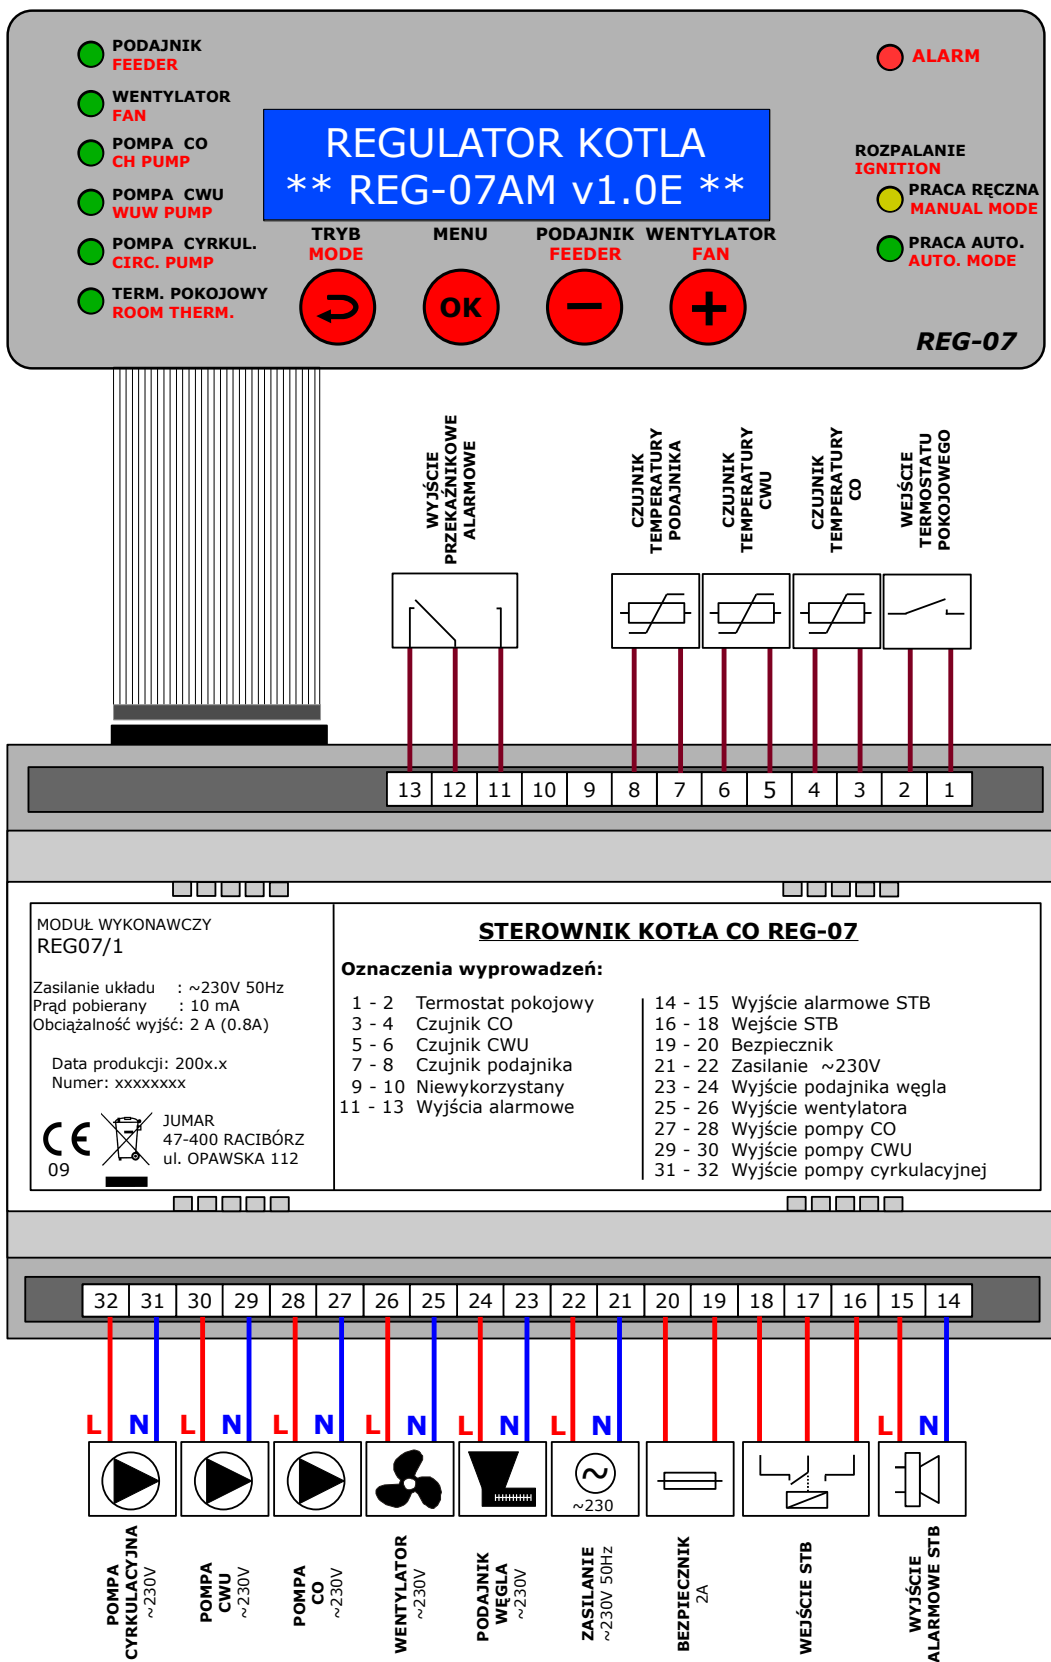 PODAJNIK
FEEDER
WENTYLATOR
FAN
POMPA CO
CH PUMP
POMPA CWU
WUW PUMP
POMPA CYRKUL.
CIRC. PUMP
TERM. POKOJOWY
ROOM THERM.
REGULATOR KOTLA
** REG-07AM v1.0E **
TRYB
MODE
MENU
PODAJNIK
FEEDER
WENTYLATOR
FAN
OK
ALARM
ROZPALANIE
IGNITION
PRACA RĘCZNA
MANUAL MODE
PRACA AUTO.
AUTO. MODE
REG-07
WYJŚCIE
PRZEKAŹNIKOWE
ALARMOWE
CZUJNIK
TEMPERATURY
PODAJNIKA
CZUJNIK
TEMPERATURY
CWU
CZUJNIK
TEMPERATURY
CO
WEJŚCIE
TERMOSTATU
POKOJOWEGO
13 12 11 10 9 8 7 6 5 4 3 2 1
MODUŁ WYKONAWCZY
REG07/1
Zasilanie układu : ~230V 50Hz
Prąd pobierany : 10 mA
Obciążalność wyjść: 2 A (0.8A)
Data produkcji: 200x.x
Numer: xxxxxxxx
CE
09
JUMAR
47-400 RACIBÓRZ
ul. OPAWSKA 112
STEROWNIK KOTŁA CO REG-07
Oznaczenia wyprowadzeń:
1 - 2 Termostat pokojowy
3 - 4 Czujnik CO
5 - 6 Czujnik CWU
7 - 8 Czujnik podajnika
9 - 10 Niewykorzystany
11 - 13 Wyjścia alarmowe
14 - 15 Wyjście alarmowe STB
16 - 18 Wejście STB
19 - 20 Bezpiecznik
21 - 22 Zasilanie ~230V
23 - 24 Wyjście podajnika węgla
25 - 26 Wyjście wentylatora
27 - 28 Wyjście pompy CO
29 - 30 Wyjście pompy CWU
31 - 32 Wyjście pompy cyrkulacyjnej
32 31 30 29 28 27 26 25 24 23 22 21 20 19 18 17 16 15 14
L N L N L N L N L N L N L N
~230
POMPA
CYRKULACYJNA
~230V
POMPA
CWU
~230V
POMPA
CO
~230V
WENTYLATOR
~230V
PODAJNIK
WĘGLA
~230V
ZASILANIE
~230V 50Hz
BEZPIECZNIK
2A
WEJŚCIE STB
WYJŚCIE
ALARMOWE STB